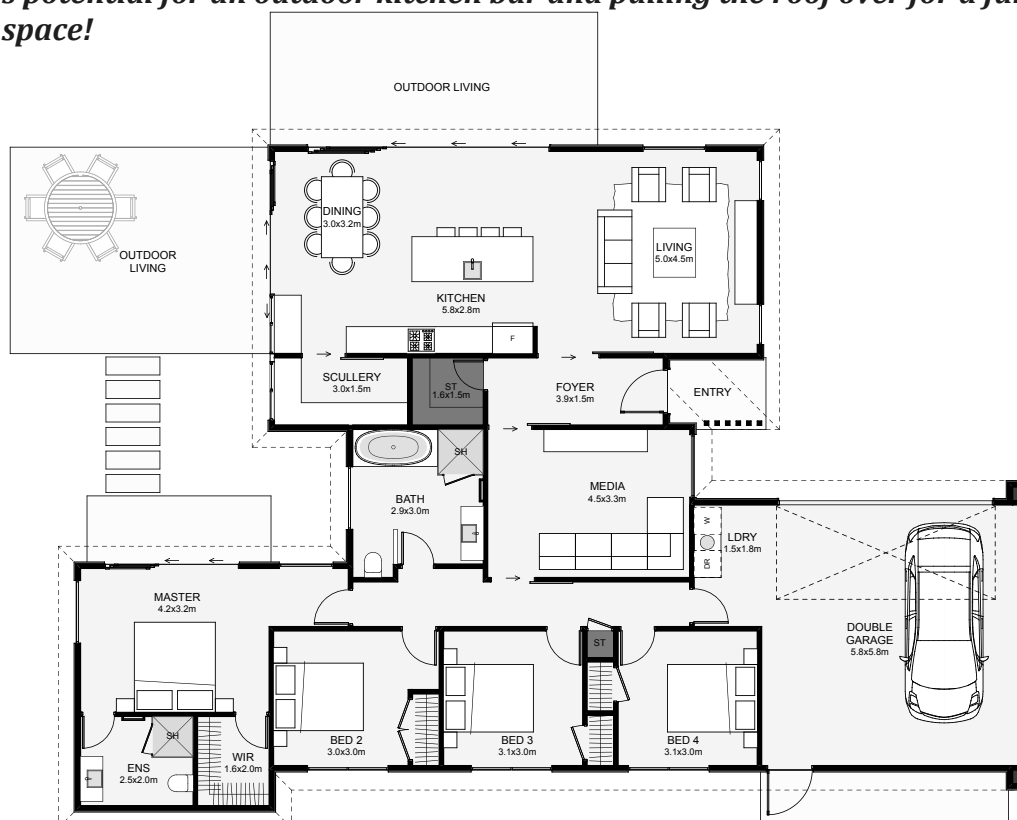 s potential for an outdoor kitchen bar and pulling the roof over for a
space!
OUTDOOR LIVING
DINING
3.0x3.2m
OUTDOOR
LIVING
LIVING
5.0x4.5m
KITCHEN
5.8x2.8m
F
SCULLERY
3.0x1.5m
ST
1.6x1.5m
FOYER
3.9x1.5m
ENTRY
SH
BATH
2.9x3.0m
MEDIA
4.5x3.3m
W
LDRY
1.5x1.8m
DR
MASTER
4.2x3.2m
DOUBLE
GARAGE
5.8x5.8m
ST
SH
BED 2
3.0x3.0m
BED 3
3.1x3.0m
BED 4
3.1x3.0m
ENS
2.5x2.0m
WIR
1.6x2.0m